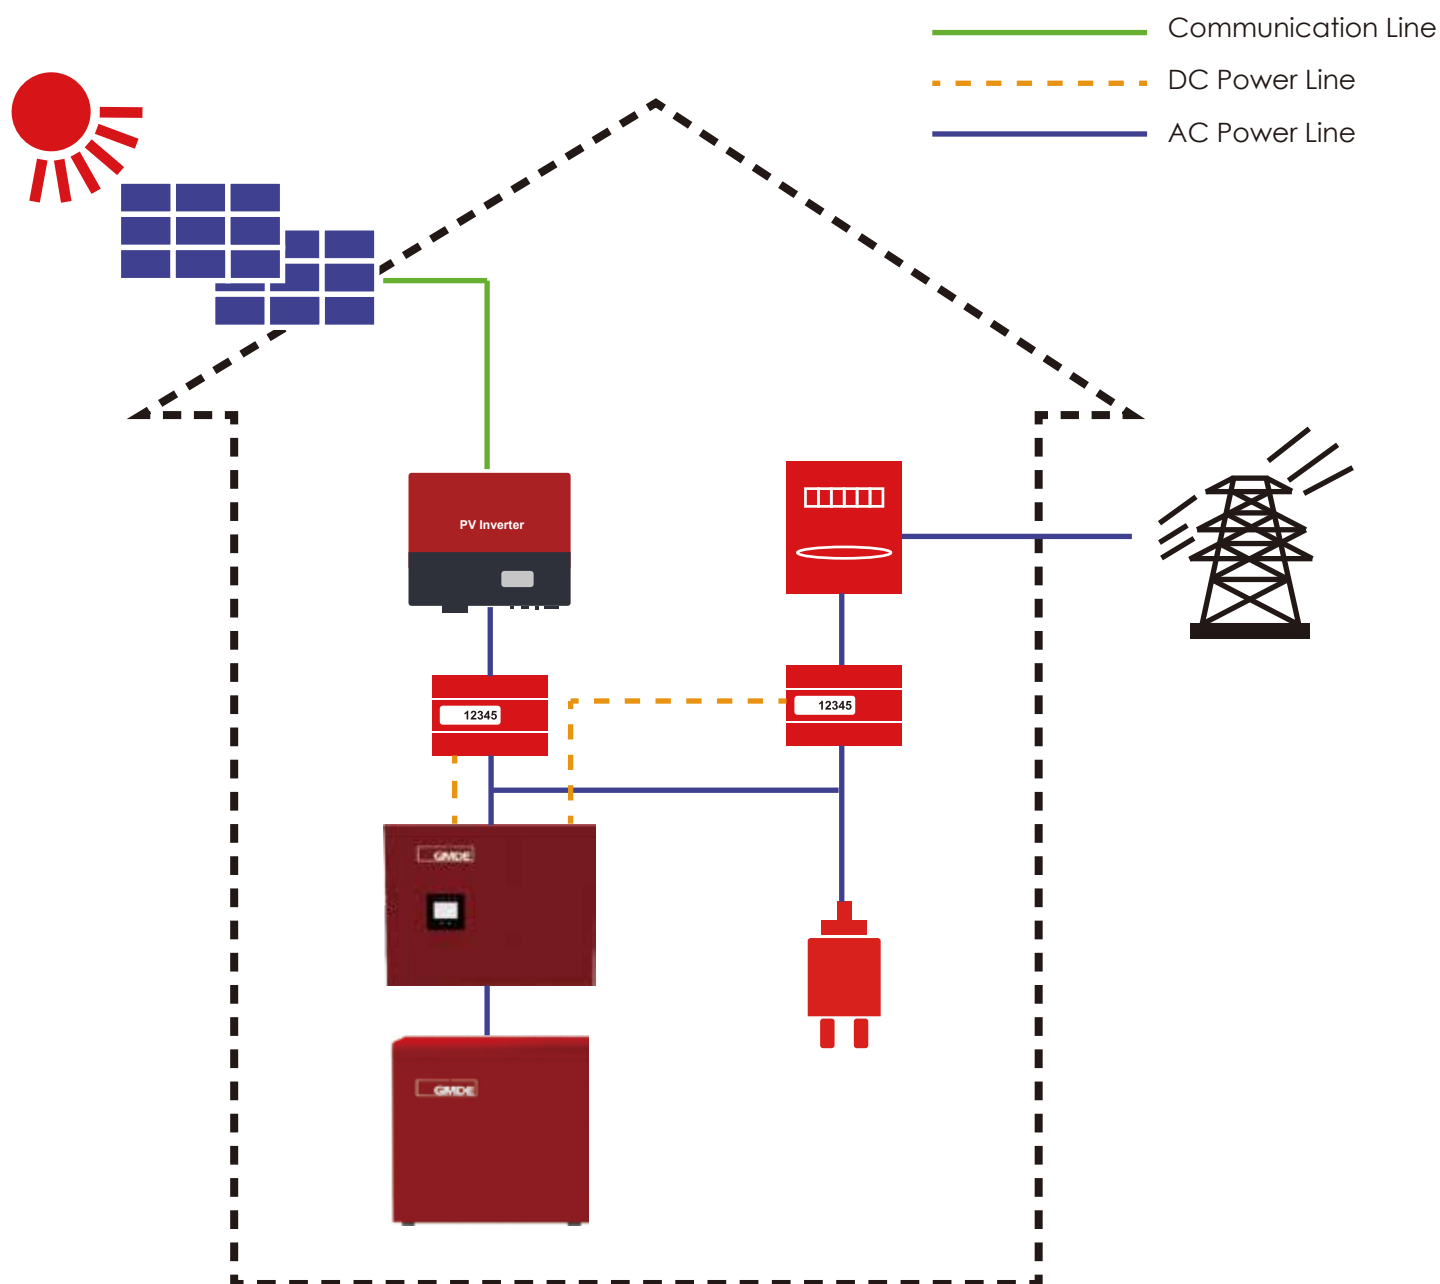 Communication Line
DC Power Line
AC Power Line
PV Inverter
12345
12345
GMDE
GMDE